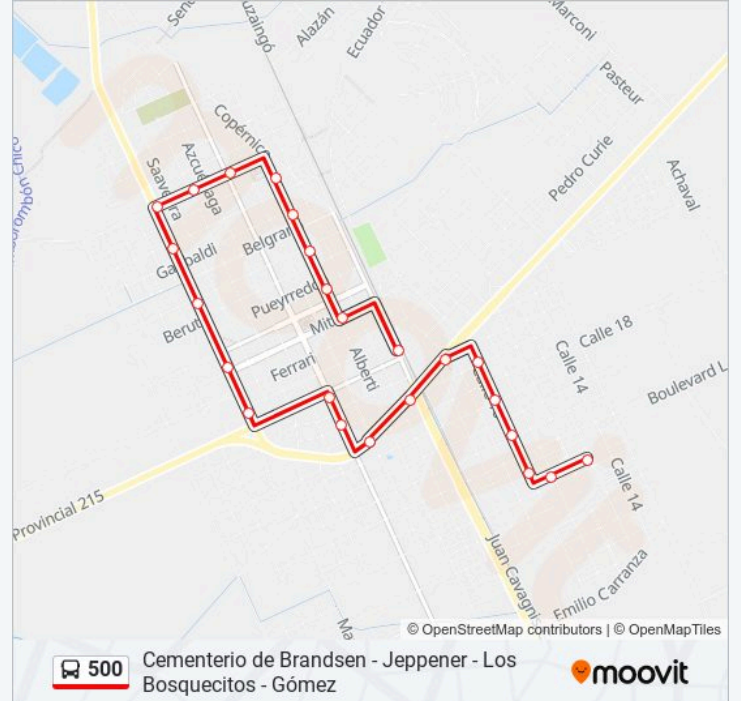 Alazán
Ecuador
Marconi
Pasteur
Copérnico
Pedro Curie
Achaval
Saavedra
Azcuénaga
Belgrano
Garibaldi
Pueyrredón
Mitre
Beruti
Ferrari
Alberti
Calle 18
Calle 14
Boulevard L
Calle 14
Provincial 215
Juan Cavagnis
Emilio Carranza
Ma
© OpenStreetMap contributors | © OpenMapTiles
500
Cementerio de Brandsen - Jeppener - Los
Bosquecitos - Gómez
moovit